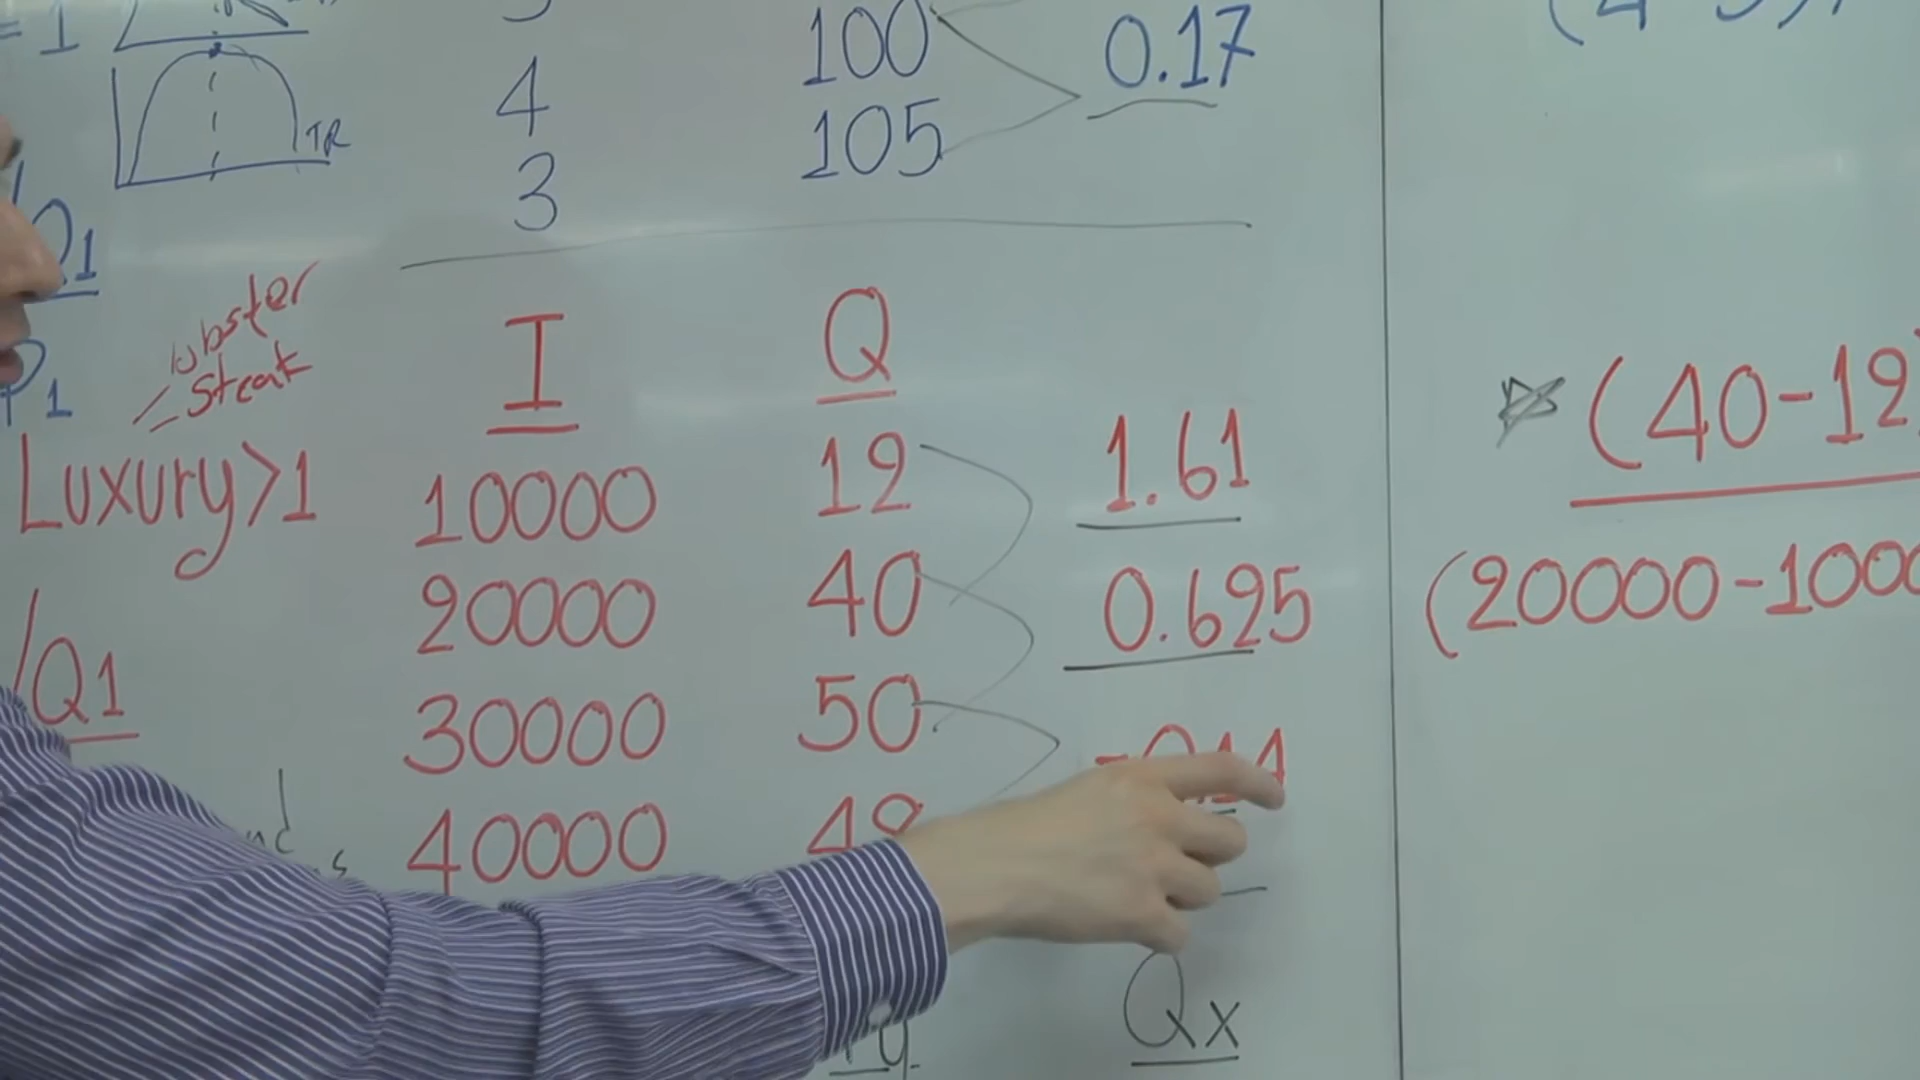 = 1
TR
100
0.17
4
105
3
Q1
P1
lobster
steak
Luxury>1
I
Q
10000
12
1.61
20000
40
0.625
30000
50
40000
48
/Q1
(40-12)
(20000-1000
Qx